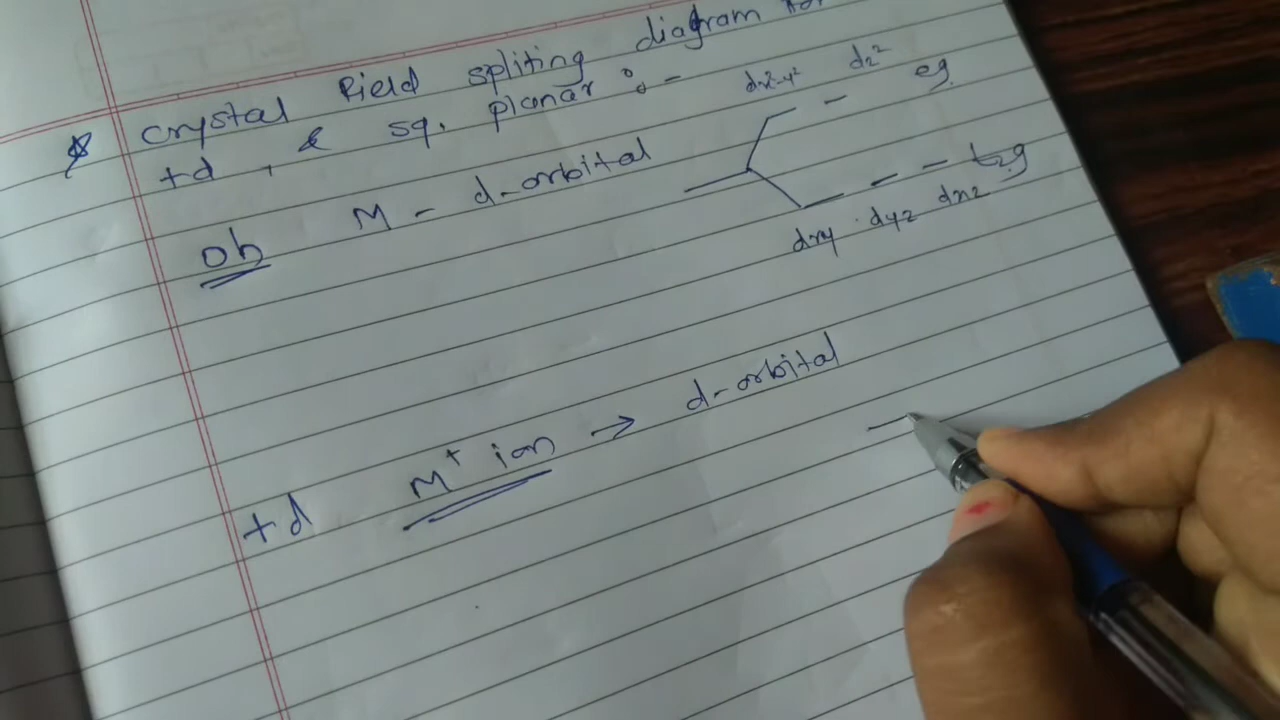 crystal Field spliting diagram for
td , & sq. planar :-
dx²-y² dz² eg
Oh M - d-orbital t2g
dxy dyz dxz
td M+ ion → d-orbital